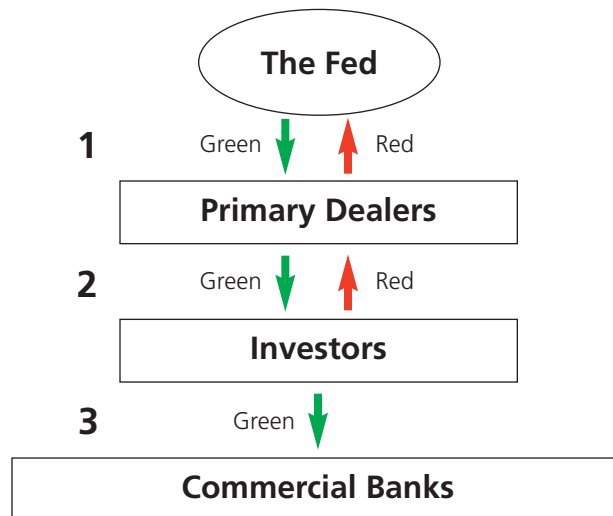 The Fed
1 Green Red
Primary Dealers
2 Green Red
Investors
3 Green
Commercial Banks